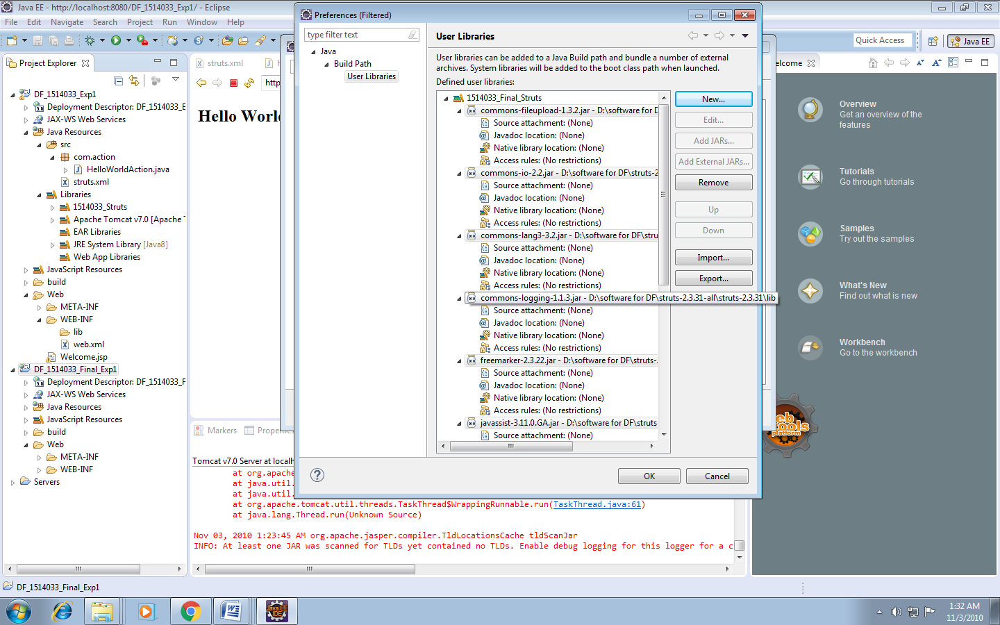 Java EE - http://localhost:8080/DF_1514033_Exp1/ - Eclipse
File Edit Navigate Search Project Run Window Help
Quick Access
Java EE
Project Explorer
DF_1514033_Exp1
Deployment Descriptor: DF_1514033_E
JAX-WS Web Services
Java Resources
src
com.action
HelloWorldAction.java
struts.xml
Libraries
1514033_Struts
Apache Tomcat v7.0 [Apache T
EAR Libraries
JRE System Library [Java8]
Web App Libraries
JavaScript Resources
build
Web
META-INF
WEB-INF
lib
web.xml
Welcome.jsp
DF_1514033_Final_Exp1
Deployment Descriptor: DF_1514033_F
JAX-WS Web Services
Java Resources
JavaScript Resources
build
Web
META-INF
WEB-INF
Servers
struts.xml
http
Hello Worl
Preferences (Filtered)
type filter text
Java
Build Path
User Libraries
User Libraries
User libraries can be added to a Java Build path and bundle a number of external
archives. System libraries will be added to the boot class path when launched.
Defined user libraries:
1514033_Final_Struts
commons-fileupload-1.3.2.jar - D:\software for D
Source attachment: (None)
Javadoc location: (None)
Native library location: (None)
Access rules: (No restrictions)
commons-io-2.2.jar - D:\software for DF\struts-2
Source attachment: (None)
Javadoc location: (None)
Native library location: (None)
Access rules: (No restrictions)
commons-lang3-3.2.jar - D:\software for DF\stru
Source attachment: (None)
Javadoc location: (None)
Native library location: (None)
Access rules: (No restrictions)
commons-logging-1.1.3.jar - D:\software for DF\struts-2.3.31-all\struts-2.3.31\lib
Source attachment: (None)
Javadoc location: (None)
Native library location: (None)
Access rules: (No restrictions)
freemarker-2.3.22.jar - D:\software for DF\struts-
Source attachment: (None)
Javadoc location: (None)
Native library location: (None)
Access rules: (No restrictions)
javassist-3.11.0.GA.jar - D:\software for DF\struts
Source attachment: (None)
New...
Edit...
Add JARs...
Add External JARs...
Remove
Up
Down
Import...
Export...
OK
Cancel
elcome
Overview
Get an overview of the
features
Tutorials
Go through tutorials
Samples
Try out the samples
What's New
Find out what is new
Workbench
Go to the workbench
eb
tools
platform
Markers
Properti
Tomcat v7.0 Server at localh
at org.apache
at java.util.
at java.util.
at org.apache.tomcat.util.threads.TaskThread$WrappingRunnable.run(TaskThread.java:61)
at java.lang.Thread.run(Unknown Source)
Nov 03, 2010 1:23:45 AM org.apache.jasper.compiler.TldLocationsCache tldScanJar
INFO: At least one JAR was scanned for TLDs yet contained no TLDs. Enable debug logging for this logger for a c
DF_1514033_Final_Exp1
Java EE
IDE
1:32 AM
11/3/2010